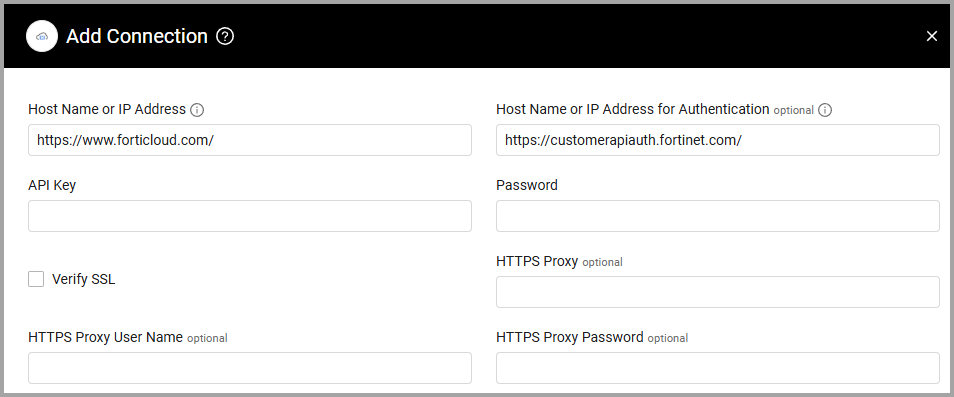 Add Connection ?
Host Name or IP Address
Host Name or IP Address for Authentication optional
https://www.forticloud.com/
https://customerapiauth.fortinet.com/
API Key
Password
Verify SSL
HTTPS Proxy optional
HTTPS Proxy User Name optional
HTTPS Proxy Password optional